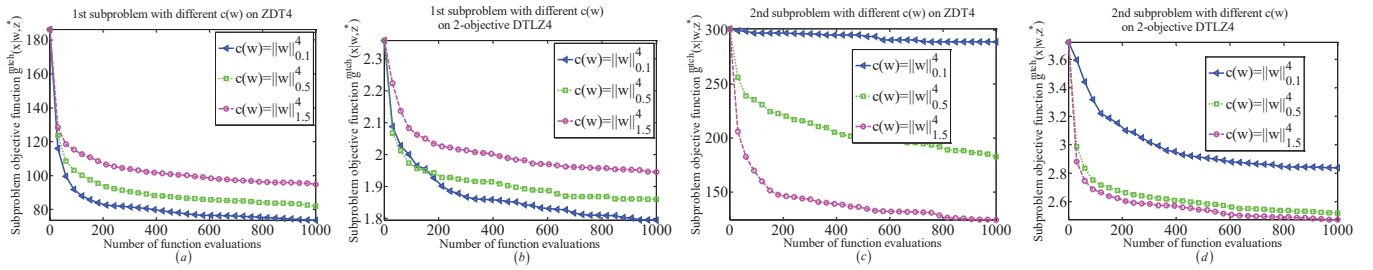 1st subproblem with different c(w) on ZDT4
Subproblem objective function g^mtch(x|w,z*)
180
160
140
120
100
80
0 200 400 600 800 1000
Number of function evaluations
c(w)=||w||^4_0.1
c(w)=||w||^4_0.5
c(w)=||w||^4_1.5
(a)
1st subproblem with different c(w)
on 2-objective DTLZ4
Subproblem objective function g^mtch(x|w,z*)
2.3
2.2
2.1
2
1.9
1.8
0 200 400 600 800 1000
Number of function evaluations
c(w)=||w||^4_0.1
c(w)=||w||^4_0.5
c(w)=||w||^4_1.5
(b)
2nd subproblem with different c(w) on ZDT4
Subproblem objective function g^mtch(x|w,z*)
300
250
200
150
0 200 400 600 800 1000
Number of function evaluations
c(w)=||w||^4_0.1
c(w)=||w||^4_0.5
c(w)=||w||^4_1.5
(c)
2nd subproblem with different c(w)
on 2-objective DTLZ4
Subproblem objective function g^mtch(x|w,z*)
3.6
3.4
3.2
3
2.8
2.6
0 200 400 600 800 1000
Number of function evaluations
c(w)=||w||^4_0.1
c(w)=||w||^4_0.5
c(w)=||w||^4_1.5
(d)